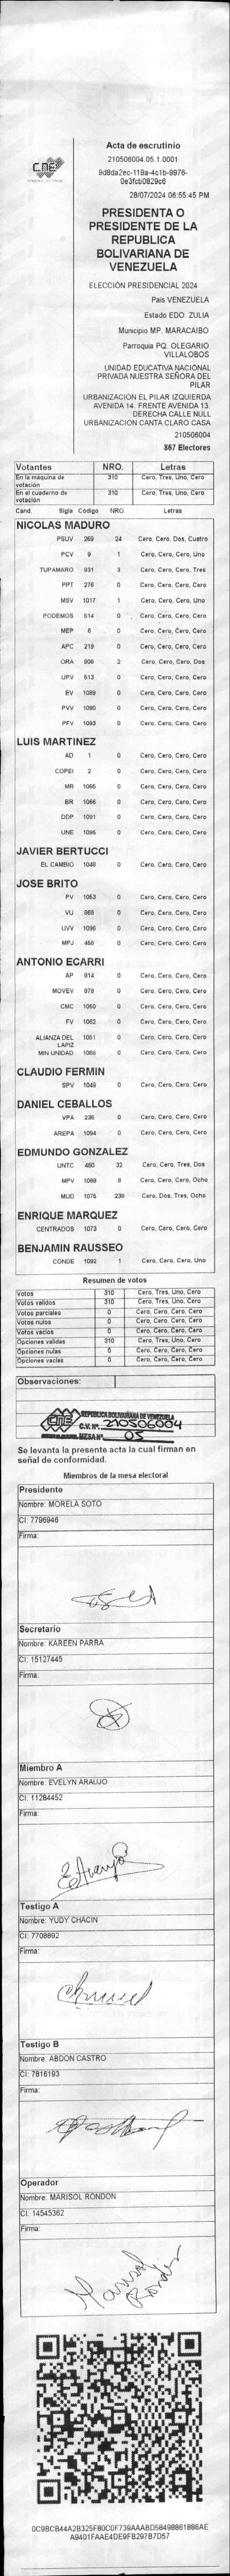 CNE
Acta de escrutinio
210506004.05.1.0001
9d8da2ec-119a-4c1b-9976-
0e3fcb0829c6
28/07/2024 06:55:45 PM
PRESIDENTA O
PRESIDENTE DE LA
REPUBLICA
BOLIVARIANA DE
VENEZUELA
ELECCIÓN PRESIDENCIAL 2024
Pais VENEZUELA
Estado EDO. ZULIA
Municipio MP. MARACAIBO
Parroquia PQ. OLEGARIO
VILLALOBOS
UNIDAD EDUCATIVA NACIONAL
PRIVADA NUESTRA SEÑORA DEL
PILAR
URBANIZACIÓN EL PILAR IZQUIERDA
AVENIDA 14. FRENTE AVENIDA 13.
DERECHA CALLE NULL
URBANIZACION CANTA CLARO CASA
210506004
867 Electores
Votantes NRO. Letras
En la máquina de votación 310 Cero, Tres, Uno, Cero
En el cuaderno de votación 310 Cero, Tres, Uno, Cero
Cand. Sigla Código NRO. Letras
NICOLAS MADURO
PSUV 269 24 Cero, Cero, Dos, Cuatro
PCV 9 1 Cero, Cero, Cero, Uno
TUPAMARO 931 3 Cero, Cero, Cero, Tres
PPT 276 0 Cero, Cero, Cero, Cero
MSV 1017 1 Cero, Cero, Cero, Uno
PODEMOS 514 0 Cero, Cero, Cero, Cero
MEP 6 0 Cero, Cero, Cero, Cero
APC 219 0 Cero, Cero, Cero, Cero
ORA 906 2 Cero, Cero, Cero, Dos
UPV 513 0 Cero, Cero, Cero, Cero
EV 1089 0 Cero, Cero, Cero, Cero
PVV 1090 0 Cero, Cero, Cero, Cero
PFV 1093 0 Cero, Cero, Cero, Cero
LUIS MARTINEZ
AD 1 0 Cero, Cero, Cero, Cero
COPEI 2 0 Cero, Cero, Cero, Cero
MR 1065 0 Cero, Cero, Cero, Cero
BR 1066 0 Cero, Cero, Cero, Cero
DDP 1091 0 Cero, Cero, Cero, Cero
UNE 1095 0 Cero, Cero, Cero, Cero
JAVIER BERTUCCI
EL CAMBIO 1048 0 Cero, Cero, Cero, Cero
JOSE BRITO
PV 1053 0 Cero, Cero, Cero, Cero
VU 868 0 Cero, Cero, Cero, Cero
UVV 1096 0 Cero, Cero, Cero, Cero
MPJ 456 0 Cero, Cero, Cero, Cero
ANTONIO ECARRI
AP 914 0 Cero, Cero, Cero, Cero
MOVEV 979 0 Cero, Cero, Cero, Cero
CMC 1050 0 Cero, Cero, Cero, Cero
FV 1062 0 Cero, Cero, Cero, Cero
ALIANZA DEL LAPIZ 1051 0 Cero, Cero, Cero, Cero
MIN UNIDAD 1068 0 Cero, Cero, Cero, Cero
CLAUDIO FERMIN
SPV 1049 0 Cero, Cero, Cero, Cero
DANIEL CEBALLOS
VPA 236 0 Cero, Cero, Cero, Cero
AREPA 1094 0 Cero, Cero, Cero, Cero
EDMUNDO GONZALEZ
UNTC 460 32 Cero, Cero, Tres, Dos
MPV 1069 8 Cero, Cero, Cero, Ocho
MUD 1075 238 Cero, Dos, Tres, Ocho
ENRIQUE MARQUEZ
CENTRADOS 1073 0 Cero, Cero, Cero, Cero
BENJAMIN RAUSSEO
CONDE 1092 1 Cero, Cero, Cero, Uno
Resumen de votos
Votos 310 Cero, Tres, Uno, Cero
Votos validos 310 Cero, Tres, Uno, Cero
Votos parciales 0 Cero, Cero, Cero, Cero
Votos nulos 0 Cero, Cero, Cero, Cero
Votos vacios 0 Cero, Cero, Cero, Cero
Opciones validas 310 Cero, Tres, Uno, Cero
Opciones nulas 0 Cero, Cero, Cero, Cero
Opciones vacias 0 Cero, Cero, Cero, Cero
Observaciones:
CNE REPUBLICA BOLIVARIANA DE VENEZUELA
C.V. Nº. 210506004
MESA Nº. 05
Se levanta la presente acta la cual firman en
señal de conformidad.
Miembros de la mesa electoral
Presidente
Nombre: MORELA SOTO
CI: 7796946
Firma:
Secretario
Nombre: KAREEN PARRA
CI: 15127445
Firma:
Miembro A
Nombre: EVELYN ARAUJO
CI: 11284452
Firma:
E Araujo
Testigo A
Nombre: YUDY CHACIN
CI: 7708892
Firma:
Testigo B
Nombre: ABDON CASTRO
CI: 7816193
Firma:
Operador
Nombre: MARISOL RONDON
CI: 14545362
Firma:
Marisol
Rondon
0C9BCB44A2B325F80C0F739AAABD58498861886AE
A9401FAAE4DE9FB297B7D57